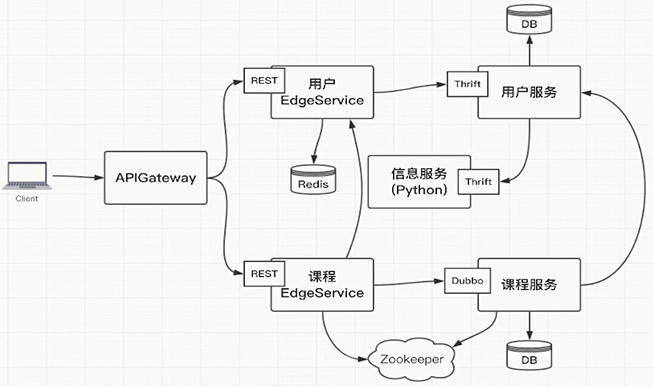 DB
REST
用户
EdgeService
Thrift
用户服务
Client
APIGateway
Redis
信息服务
(Python)
Thrift
REST
课程
EdgeService
Dubbo
课程服务
Zookeeper
DB